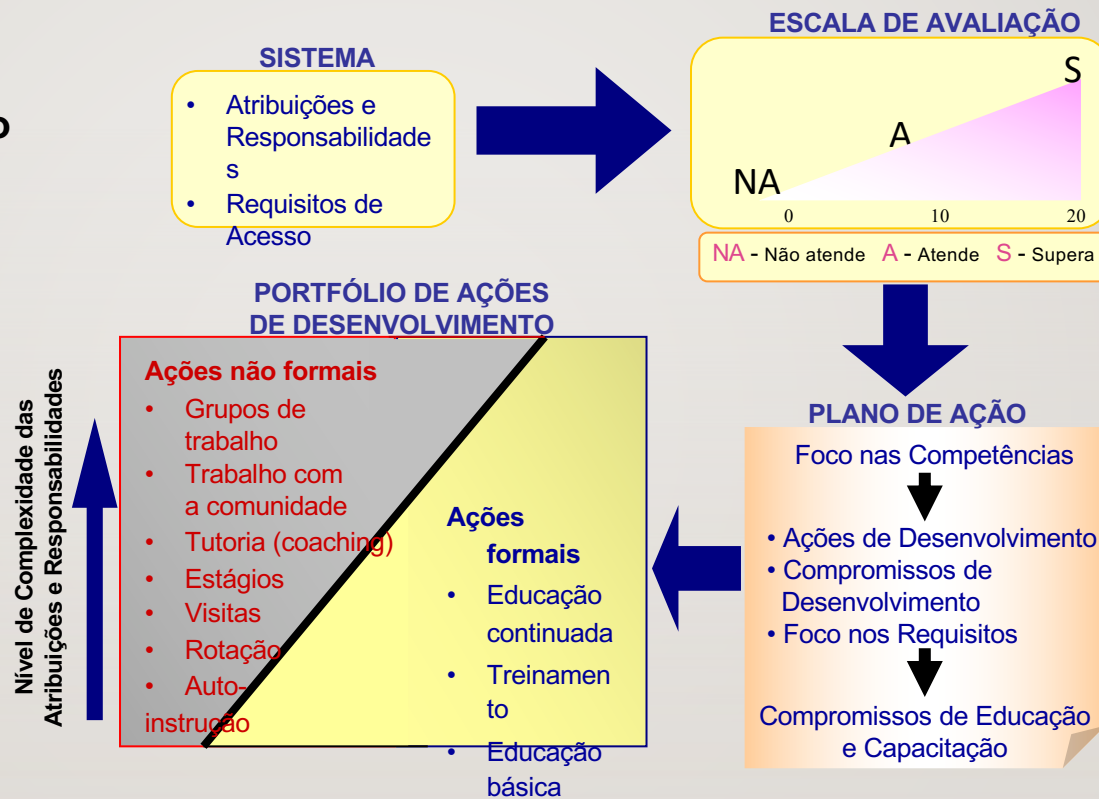 o
SISTEMA
• Atribuições e
Responsabilidade
s
• Requisitos de
Acesso
ESCALA DE AVALIAÇÃO
S
A
NA
0 10 20
NA - Não atende A - Atende S - Supera
PLANO DE AÇÃO
Foco nas Competências
• Ações de Desenvolvimento
• Compromissos de
Desenvolvimento
• Foco nos Requisitos
Compromissos de Educação
e Capacitação
PORTFÓLIO DE AÇÕES
DE DESENVOLVIMENTO
Nível de Complexidade das
Atribuições e Responsabilidades
Ações não formais
• Grupos de
trabalho
• Trabalho com
a comunidade
• Tutoria (coaching)
• Estágios
• Visitas
• Rotação
• Auto-
instrução
Ações
formais
• Educação
continuada
• Treinamen
to
• Educação
básica